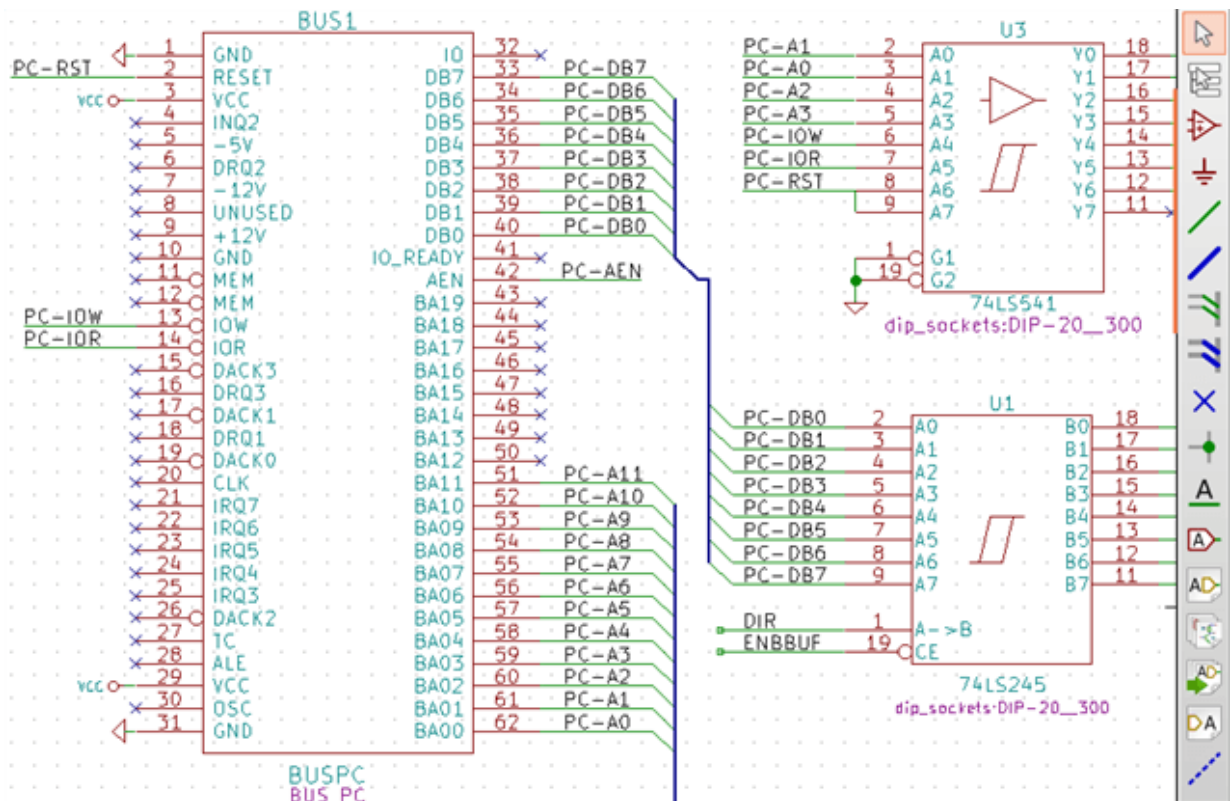 BUS1
PC-RST
VCC
PC-IOW
PC-IOR
VCC
1 GND
2 RESET
3 VCC
4 INQ2
5 -5V
6 DRQ2
7 -12V
8 UNUSED
9 +12V
10 GND
11 MEM
12 MEM
13 IOW
14 IOR
15 DACK3
16 DRQ3
17 DACK1
18 DRQ1
19 DACK0
20 CLK
21 IRQ7
22 IRQ6
23 IRQ5
24 IRQ4
25 IRQ3
26 DACK2
27 TC
28 ALE
29 VCC
30 OSC
31 GND
IO 32
DB7 33 PC-DB7
DB6 34 PC-DB6
DB5 35 PC-DB5
DB4 36 PC-DB4
DB3 37 PC-DB3
DB2 38 PC-DB2
DB1 39 PC-DB1
DB0 40 PC-DB0
IO_READY 41
AEN 42 PC-AEN
BA19 43
BA18 44
BA17 45
BA16 46
BA15 47
BA14 48
BA13 49
BA12 50
BA11 51 PC-A11
BA10 52 PC-A10
BA09 53 PC-A9
BA08 54 PC-A8
BA07 55 PC-A7
BA06 56 PC-A6
BA05 57 PC-A5
BA04 58 PC-A4
BA03 59 PC-A3
BA02 60 PC-A2
BA01 61 PC-A1
BA00 62 PC-A0
BUSPC
BUS_PC
U3
PC-A1 2 A0 Y0 18
PC-A0 3 A1 Y1 17
PC-A2 4 A2 Y2 16
PC-A3 5 A3 Y3 15
PC-IOW 6 A4 Y4 14
PC-IOR 7 A5 Y5 13
PC-RST 8 A6 Y6 12
9 A7 Y7 11
1 G1
19 G2
74LS541
dip_sockets:DIP-20__300
U1
PC-DB0 2 A0 B0 18
PC-DB1 3 A1 B1 17
PC-DB2 4 A2 B2 16
PC-DB3 5 A3 B3 15
PC-DB4 6 A4 B4 14
PC-DB5 7 A5 B5 13
PC-DB6 8 A6 B6 12
PC-DB7 9 A7 B7 11
DIR 1 A->B
ENBBUF 19 CE
74LS245
dip_sockets:DIP-20__300
A
A
AD
AD
DA